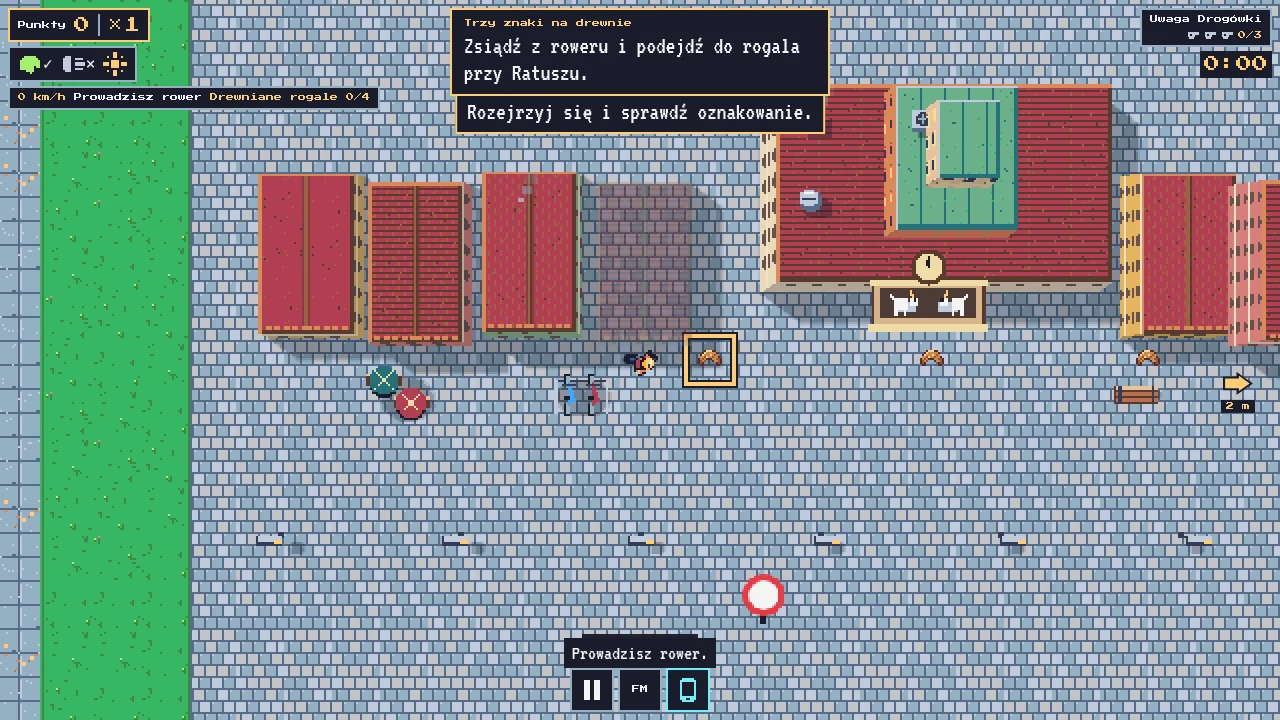 Punkty 0 | ×1
0 km/h Prowadzisz rower Drewniane rogale 0/4
Trzy znaki na drewnie
Zsiądź z roweru i podejdź do rogala
przy Ratuszu.
Rozejrzyj się i sprawdź oznakowanie.
Uwaga Drogówki
0/3
0:00
2 m
Prowadzisz rower.
FM